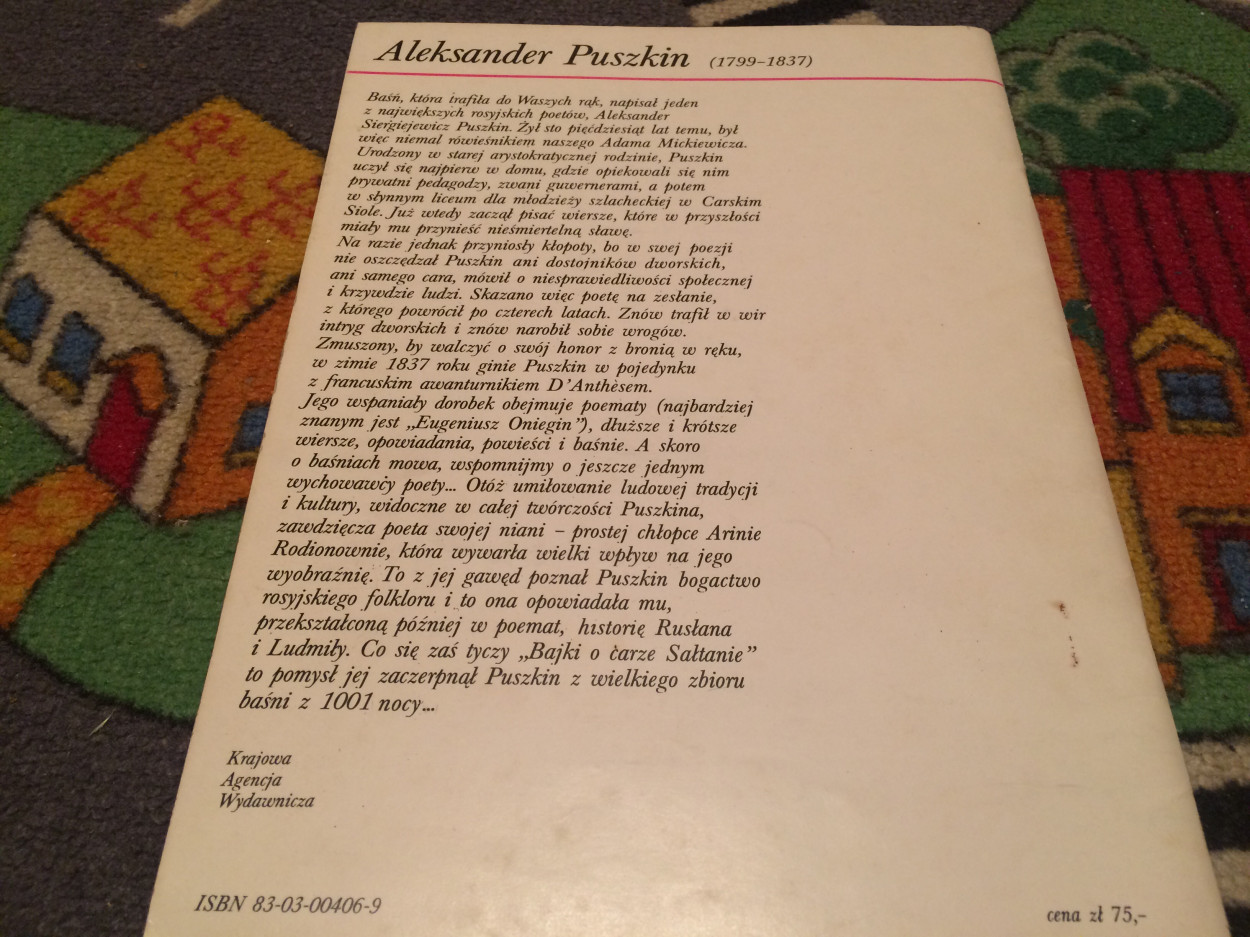 Aleksander Puszkin (1799–1837)
Baśń, która trafiła do Waszych rąk, napisał jeden
z największych rosyjskich poetów, Aleksander
Siergiejewicz Puszkin. Żył sto pięćdziesiąt lat temu, był
więc niemal rówieśnikiem naszego Adama Mickiewicza.
Urodzony w starej arystokratycznej rodzinie, Puszkin
uczył się najpierw w domu, gdzie opiekowali się nim
prywatni pedagodzy, zwani guwernerami, a potem
w słynnym liceum dla młodzieży szlacheckiej w Carskim
Siole. Już wtedy zaczął pisać wiersze, które w przyszłości
miały mu przynieść nieśmiertelną sławę.
Na razie jednak przyniosły kłopoty, bo w swej poezji
nie oszczędzał Puszkin ani dostojników dworskich,
ani samego cara, mówił o niesprawiedliwości społecznej
i krzywdzie ludzi. Skazano więc poetę na zesłanie,
z którego powrócił po czterech latach. Znów trafił w wir
intryg dworskich i znów narobił sobie wrogów.
Zmuszony, by walczyć o swój honor z bronią w ręku,
w zimie 1837 roku ginie Puszkin w pojedynku
z francuskim awanturnikiem D'Anthèsem.
Jego wspaniały dorobek obejmuje poematy (najbardziej
znanym jest „Eugeniusz Oniegin”), dłuższe i krótsze
wiersze, opowiadania, powieści i baśnie. A skoro
o baśniach mowa, wspomnijmy o jeszcze jednym
wychowawcy poety... Otóż umiłowanie ludowej tradycji
i kultury, widoczne w całej twórczości Puszkina,
zawdzięcza poeta swojej niani – prostej chłopce Arinie
Rodionownie, która wywarła wielki wpływ na jego
wyobraźnię. To z jej gawęd poznał Puszkin bogactwo
rosyjskiego folkloru i to ona opowiadała mu,
przekształconą później w poemat, historię Rusłana
i Ludmiły. Co się zaś tyczy „Bajki o carze Sałtanie”
to pomysł jej zaczerpnął Puszkin z wielkiego zbioru
baśni z 1001 nocy...
Krajowa
Agencja
Wydawnicza
ISBN 83-03-00406-9
cena zł 75,-